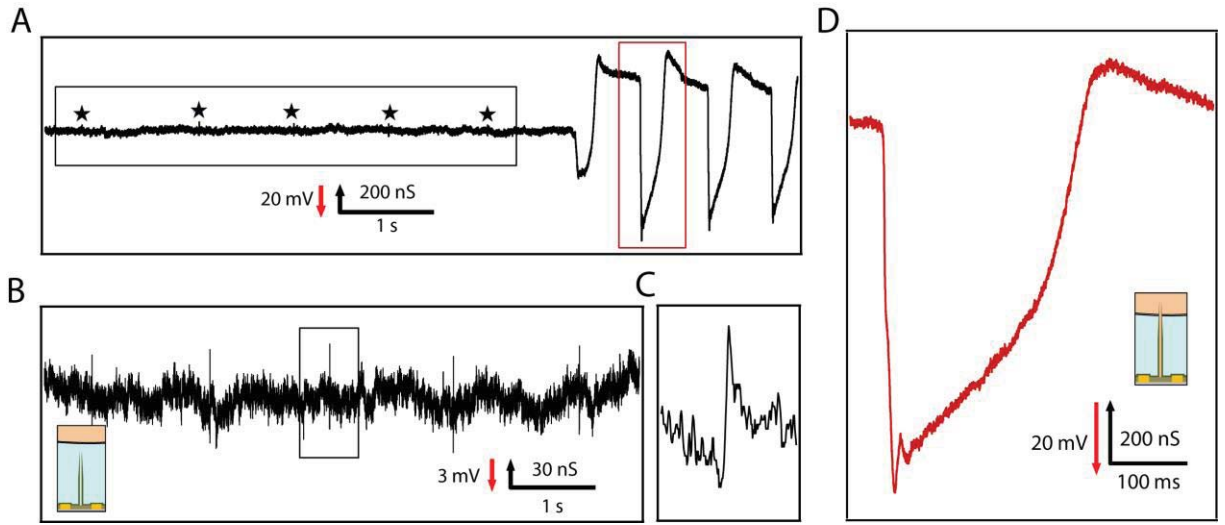 A
★ ★ ★ ★ ★
20 mV
200 nS
1 s
B
3 mV
30 nS
1 s
C
D
20 mV
200 nS
100 ms